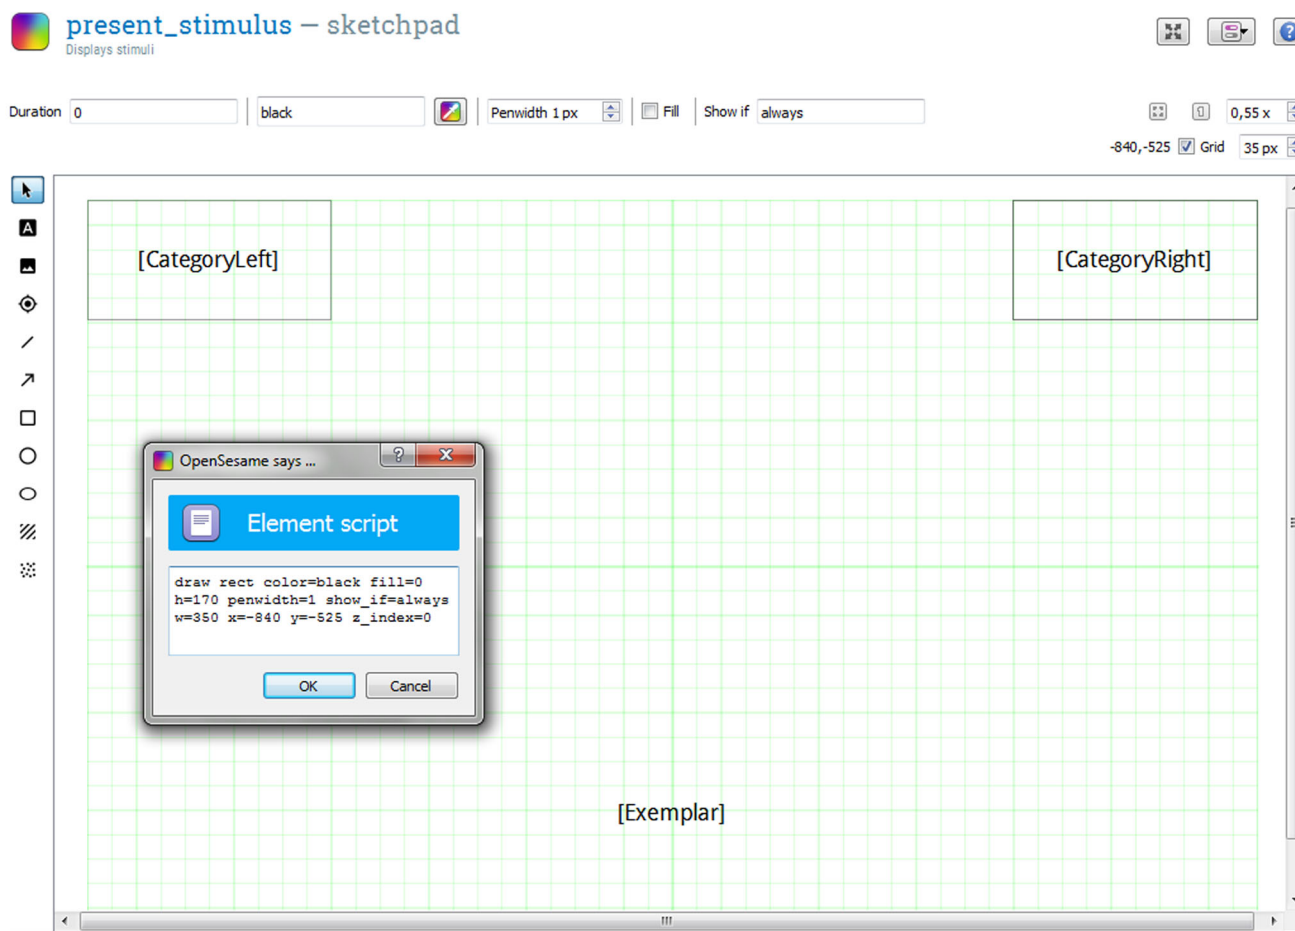 present_stimulus — sketchpad
Displays stimuli
Duration 0 black Penwidth 1 px Fill Show if always 0,55 x
-840,-525 Grid 35 px
[CategoryLeft] [CategoryRight]
OpenSesame says ...
Element script
draw rect color=black fill=0
h=170 penwidth=1 show_if=always
w=350 x=-840 y=-525 z_index=0
OK Cancel
[Exemplar]